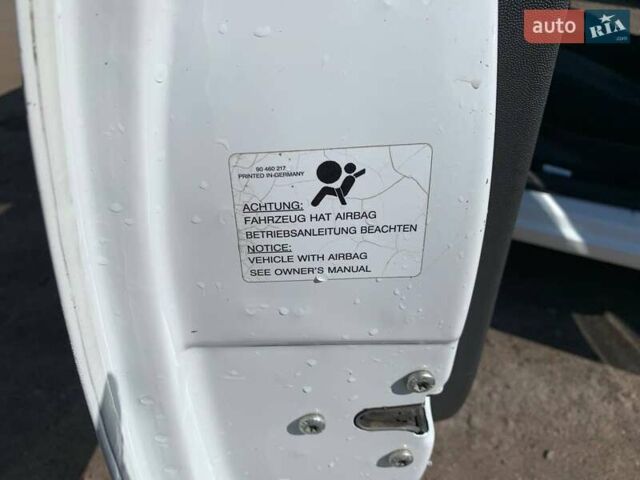 auto RIA.com
90 460 217
PRINTED IN GERMANY
ACHTUNG:
FAHRZEUG HAT AIRBAG
BETRIEBSANLEITUNG BEACHTEN
NOTICE:
VEHICLE WITH AIRBAG
SEE OWNER'S MANUAL